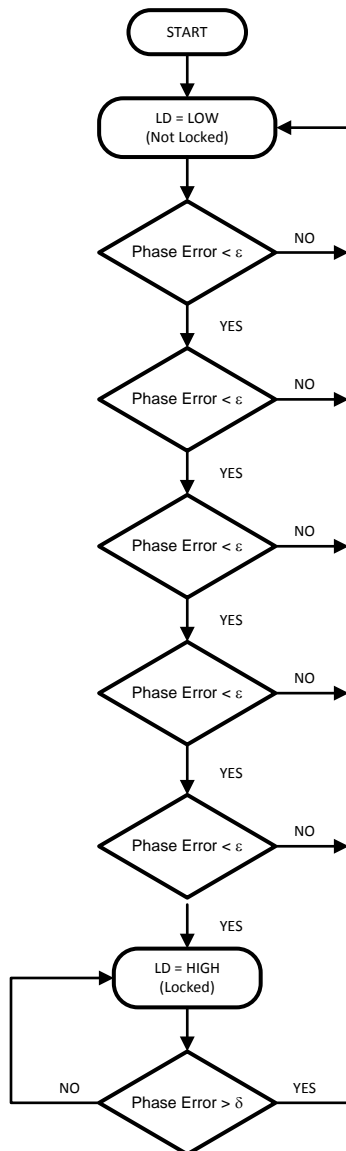 START
LD = LOW
(Not Locked)
Phase Error < ε
NO
YES
Phase Error < ε
NO
YES
Phase Error < ε
NO
YES
Phase Error < ε
NO
YES
Phase Error < ε
NO
YES
LD = HIGH
(Locked)
NO
Phase Error > δ
YES